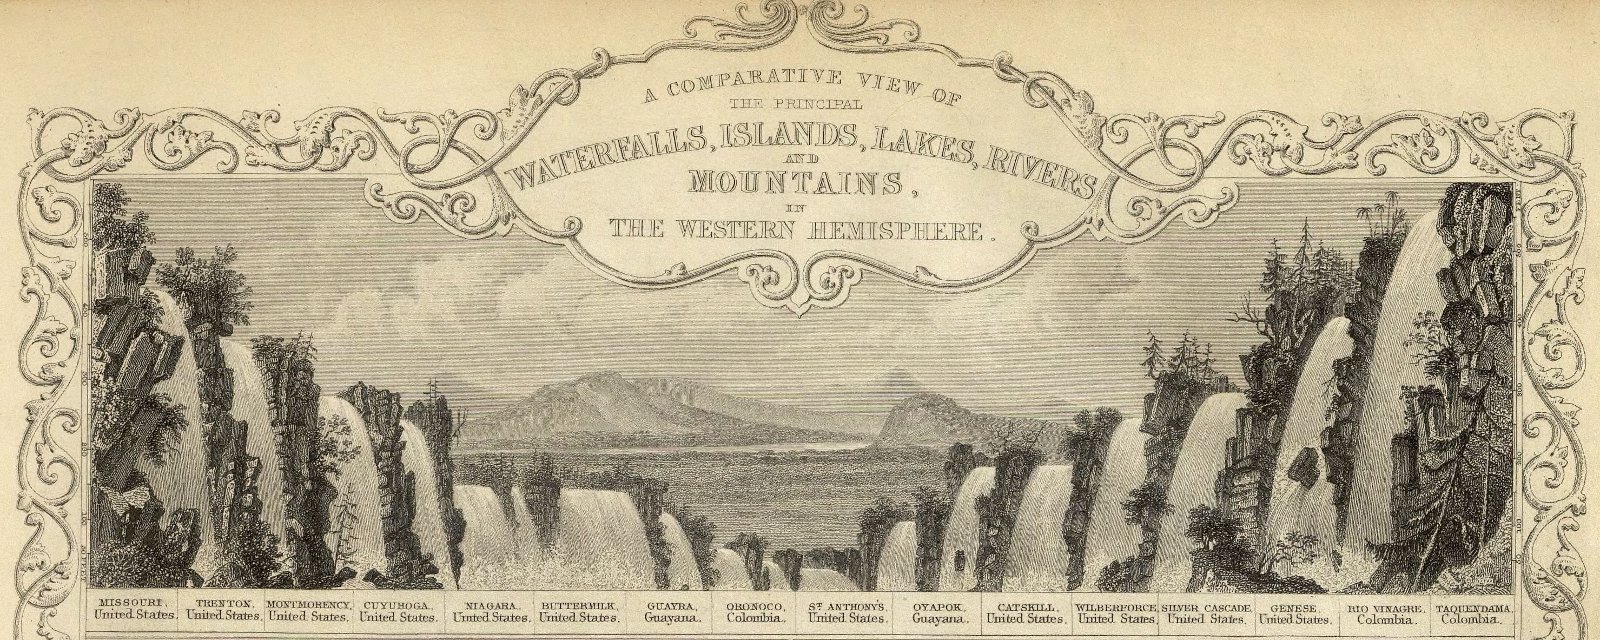 A COMPARATIVE VIEW OF
THE PRINCIPAL
WATERFALLS, ISLANDS, LAKES, RIVERS
AND
MOUNTAINS,
IN
THE WESTERN HEMISPHERE.
MISSOURI, United States.
TRENTON, United States.
MONTMORENCY, United States.
CUYUHOGA, United States.
NIAGARA, United States.
BUTTERMILK, United States.
GUAYRA, Guayana.
ORONOCO, Colombia.
ST ANTHONY'S, United States.
OYAPOK, Guayana.
CATSKILL, United States.
WILBERFORCE, United States.
SILVER CASCADE, United States.
GENESE, United States.
RIO VINAGRE, Colombia.
TAQUENDAMA, Colombia.